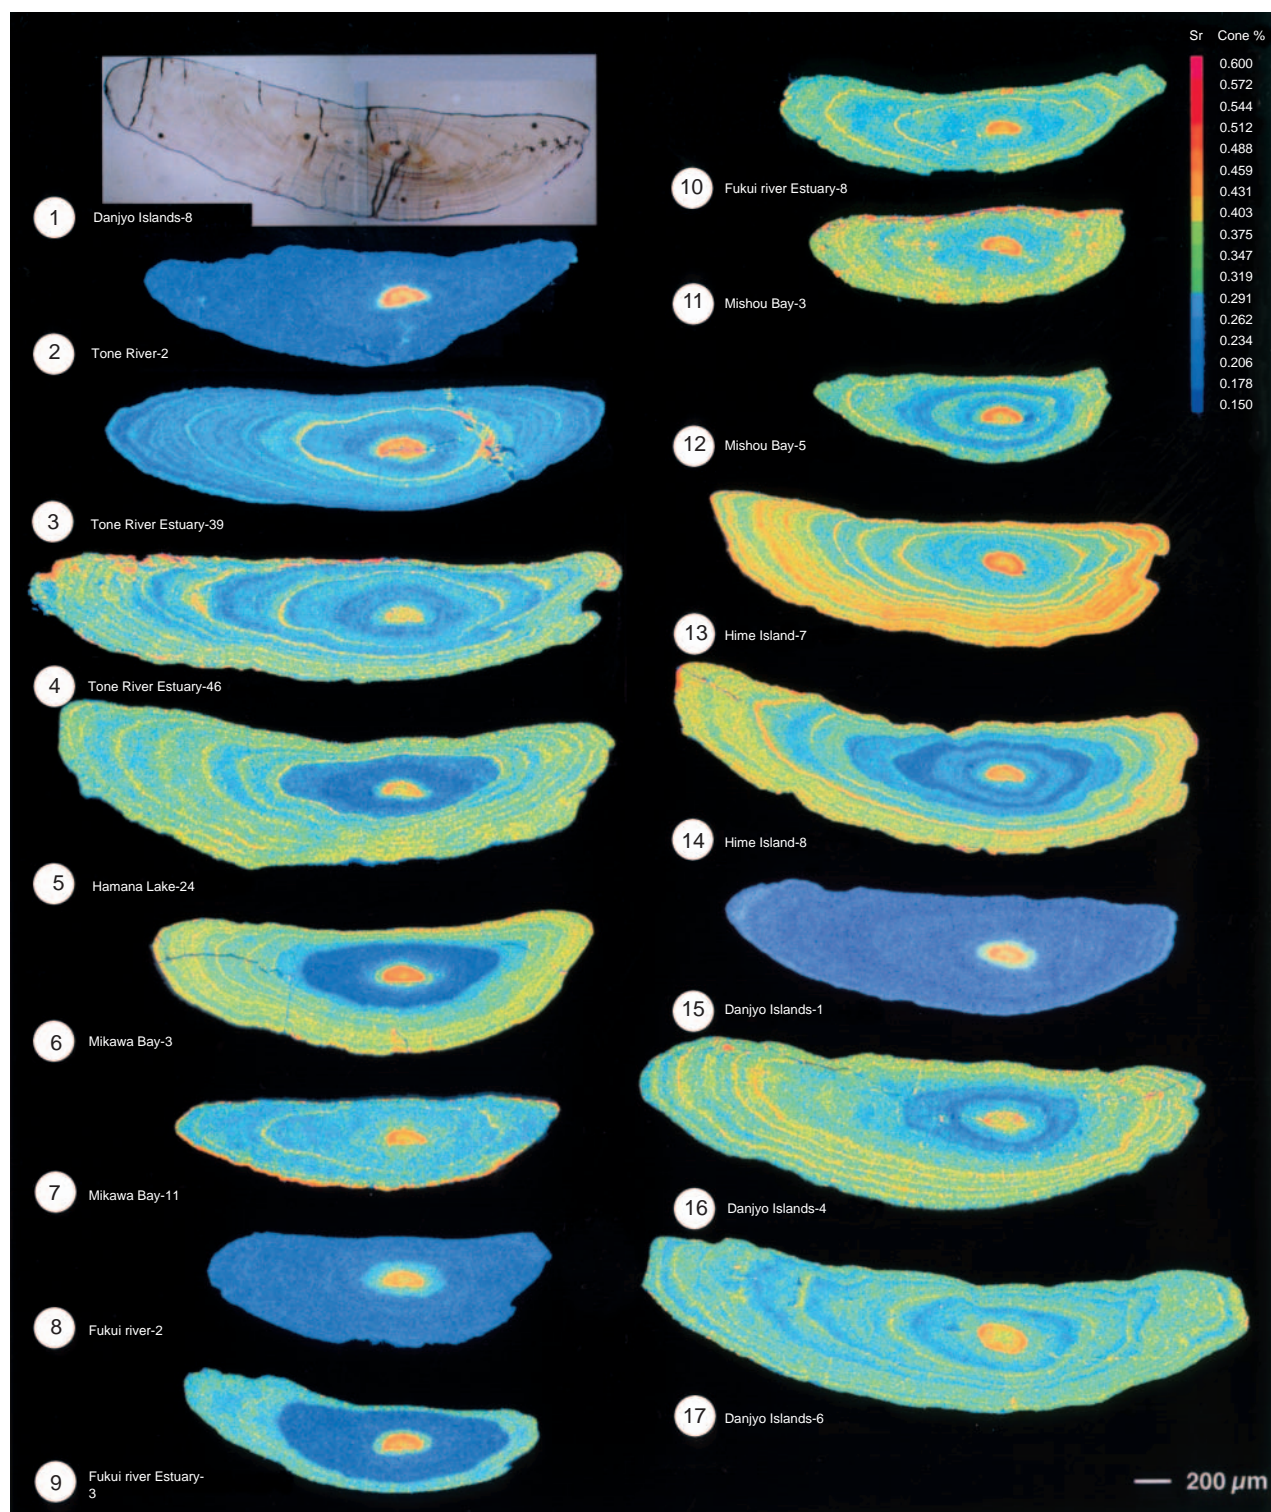 1 Danjyo Islands-8
2 Tone River-2
3 Tone River Estuary-39
4 Tone River Estuary-46
5 Hamana Lake-24
6 Mikawa Bay-3
7 Mikawa Bay-11
8 Fukui river-2
9 Fukui river Estuary-
3
Sr Cone %
0.600
0.572
0.544
0.512
0.488
0.459
0.431
0.403
0.375
0.347
0.319
0.291
0.262
0.234
0.206
0.178
0.150
10 Fukui river Estuary-8
11 Mishou Bay-3
12 Mishou Bay-5
13 Hime Island-7
14 Hime Island-8
15 Danjyo Islands-1
16 Danjyo Islands-4
17 Danjyo Islands-6
200 µm